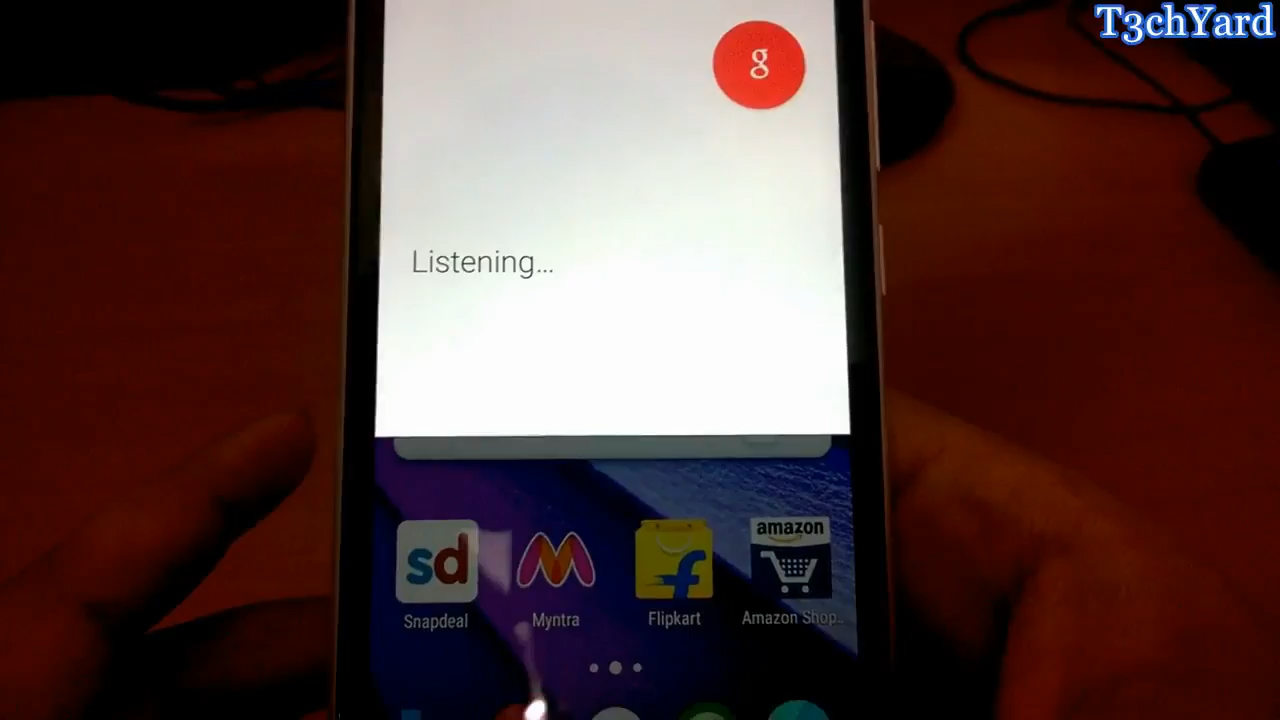 T3chYard
g
Listening...
amazon
sd
f
Snapdeal
Myntra
Flipkart
Amazon Shop..